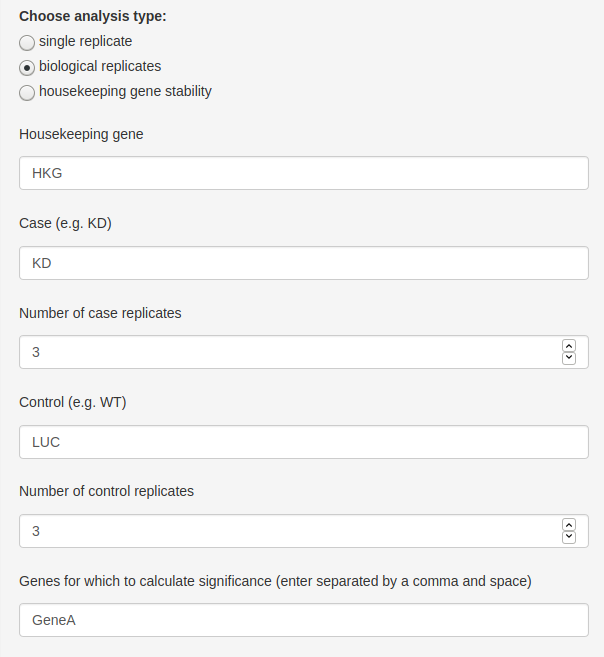 Choose analysis type:
single replicate
biological replicates
housekeeping gene stability
Housekeeping gene
HKG
Case (e.g. KD)
KD
Number of case replicates
3
Control (e.g. WT)
LUC
Number of control replicates
3
Genes for which to calculate significance (enter separated by a comma and space)
GeneA